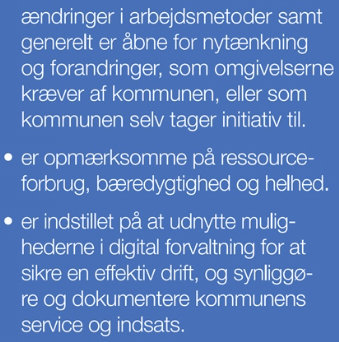 ændringer i arbejdsmetoder samt
generelt er åbne for nytænkning
og forandringer, som omgivelserne
kræver af kommunen, eller som
kommunen selv tager initiativ til.
• er opmærksomme på ressource-
forbrug, bæredygtighed og helhed.
• er indstillet på at udnytte mulig-
hederne i digital forvaltning for at
sikre en effektiv drift, og synliggø-
re og dokumentere kommunens
service og indsats.